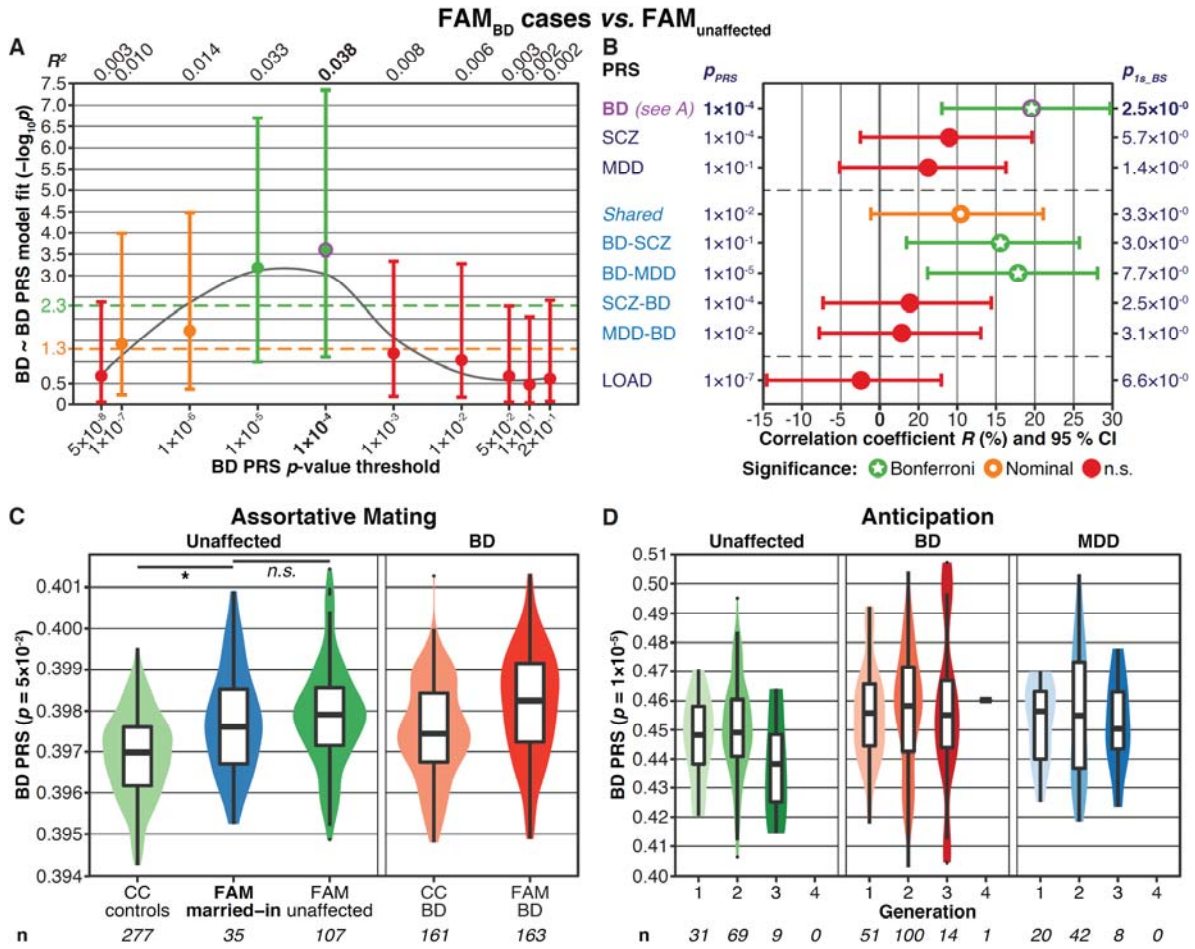 FAM_BD cases vs. FAM_unaffected
A
R²
0.003
0.010
0.014
0.033
0.038
0.008
0.006
0.003
0.002
0.002
BD ~ BD PRS model fit (−log₁₀p)
7.5
7.0
6.5
6.0
5.5
5.0
4.5
4.0
3.5
3.0
2.3
1.3
0.5
0
5×10⁻⁸
1×10⁻⁷
1×10⁻⁶
1×10⁻⁵
1×10⁻⁴
1×10⁻³
1×10⁻²
5×10⁻²
1×10⁻¹
2×10⁻¹
BD PRS p-value threshold
B
PRS p_PRS p_1s_BS
BD (see A) 1×10⁻⁴ 2.5×10⁻⁰
SCZ 1×10⁻⁴ 5.7×10⁻⁰
MDD 1×10⁻¹ 1.4×10⁻⁰
Shared 1×10⁻² 3.3×10⁻⁰
BD-SCZ 1×10⁻¹ 3.0×10⁻⁰
BD-MDD 1×10⁻⁵ 7.7×10⁻⁰
SCZ-BD 1×10⁻⁴ 2.5×10⁻⁰
MDD-BD 1×10⁻² 3.1×10⁻⁰
LOAD 1×10⁻⁷ 6.6×10⁻⁰
-15 -5 0 5 10 15 20 25 30
Correlation coefficient R (%) and 95 % CI
Significance: Bonferroni Nominal n.s.
C Assortative Mating
Unaffected BD
* n.s.
BD PRS (p = 5×10⁻²)
0.401
0.400
0.399
0.398
0.397
0.396
0.395
0.394
CC controls
FAM married–in
FAM unaffected
CC BD
FAM BD
n 277 35 107 161 163
D Anticipation
Unaffected BD MDD
BD PRS (p = 1×10⁻⁵)
0.51
0.50
0.49
0.48
0.47
0.46
0.45
0.44
0.43
0.42
0.41
0.40
1 2 3 4 1 2 3 4 1 2 3 4
Generation
n 31 69 9 0 51 100 14 1 20 42 8 0